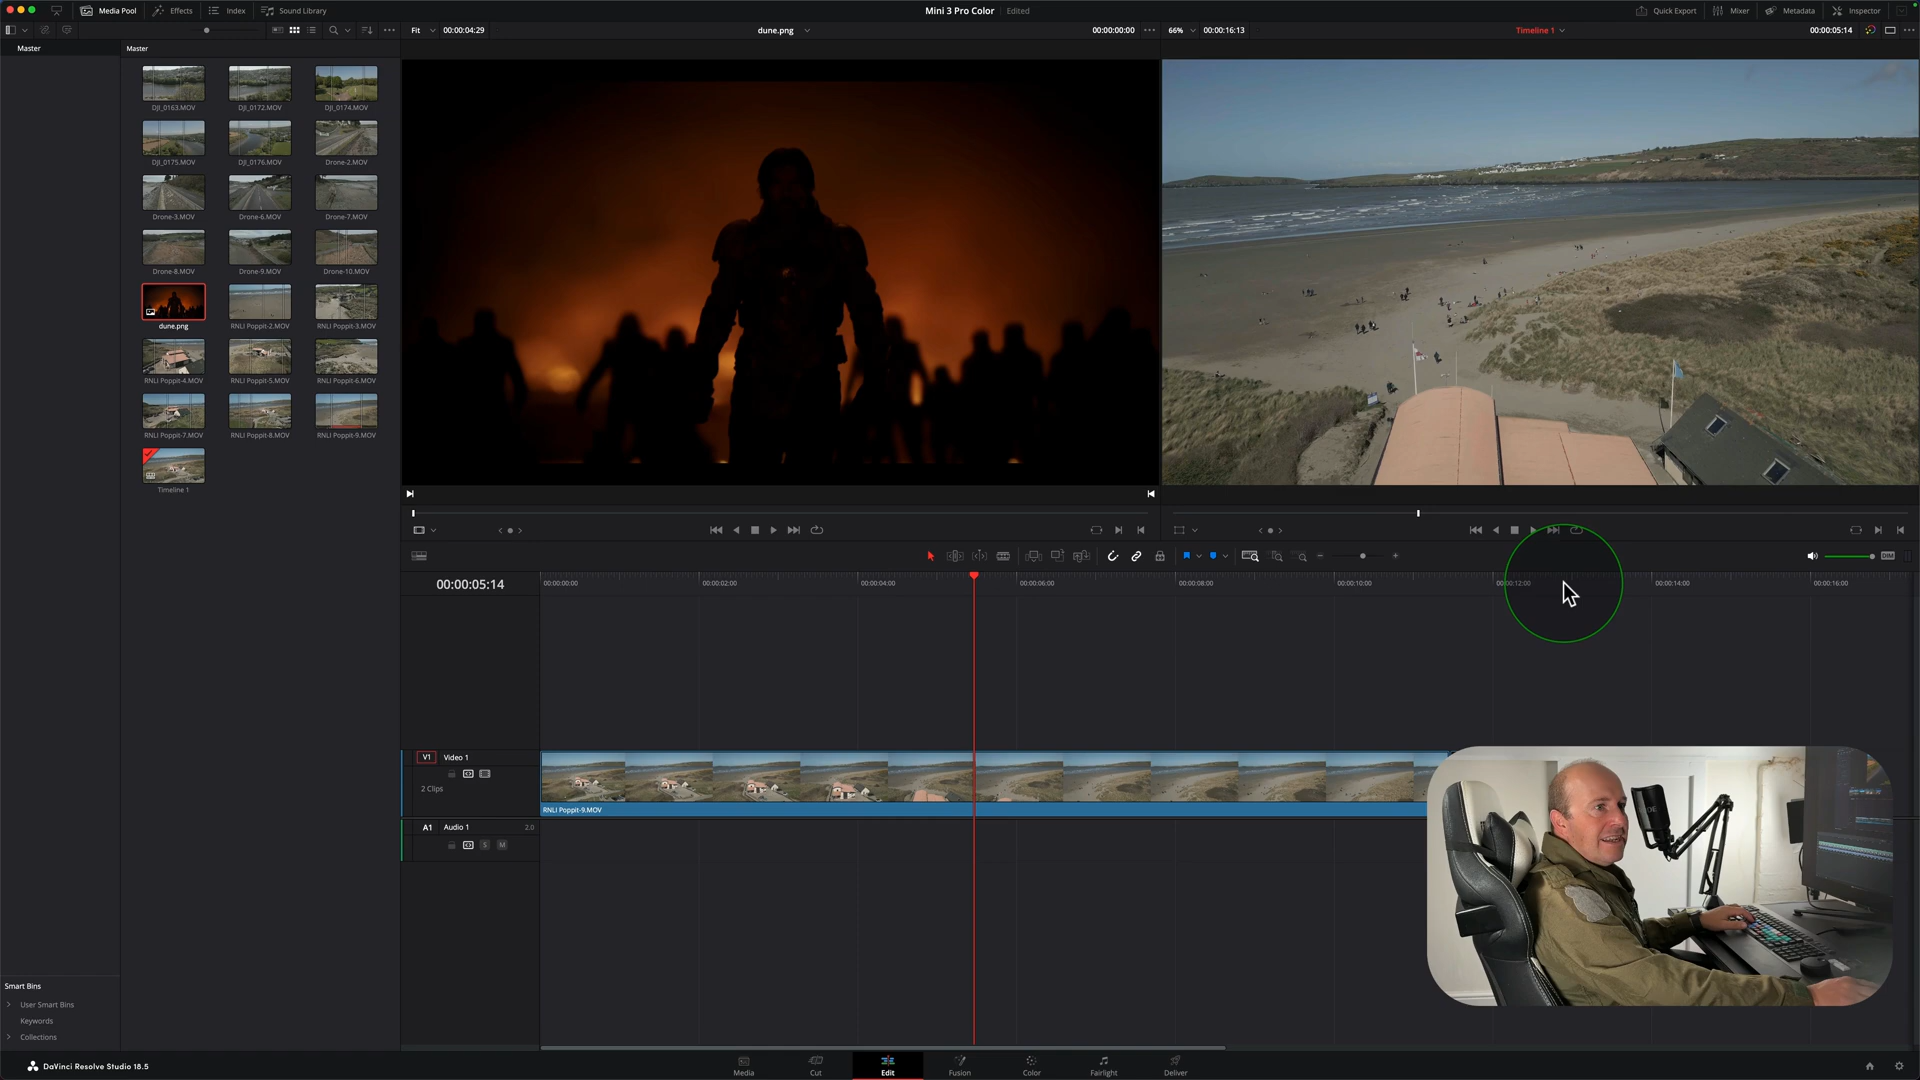 Media Pool
Effects
Index
Sound Library
Mini 3 Pro Color
Edited
Quick Export
Mixer
Metadata
Inspector
Fit
00:00:04:29
dune.png
00:00:00:00
66%
00:00:16:13
Timeline 1
00:00:05:14
Master
Master
DJI_0163.MOV
DJI_0172.MOV
DJI_0174.MOV
DJI_0175.MOV
DJI_0176.MOV
Drone-2.MOV
Drone-3.MOV
Drone-6.MOV
Drone-7.MOV
Drone-8.MOV
Drone-9.MOV
Drone-10.MOV
dune.png
RNLI Poppit-2.MOV
RNLI Poppit-3.MOV
RNLI Poppit-4.MOV
RNLI Poppit-5.MOV
RNLI Poppit-6.MOV
RNLI Poppit-7.MOV
RNLI Poppit-8.MOV
RNLI Poppit-9.MOV
Timeline 1
DIM
00:00:05:14
00:00:00:00
00:00:02:00
00:00:04:00
00:00:06:00
00:00:08:00
00:00:10:00
00:00:12:00
00:00:14:00
00:00:16:00
V1
Video 1
2 Clips
RNLI Poppit-9.MOV
A1
Audio 1
2.0
S
M
Smart Bins
User Smart Bins
Keywords
Collections
DaVinci Resolve Studio 18.5
Media
Cut
Edit
Fusion
Color
Fairlight
Deliver